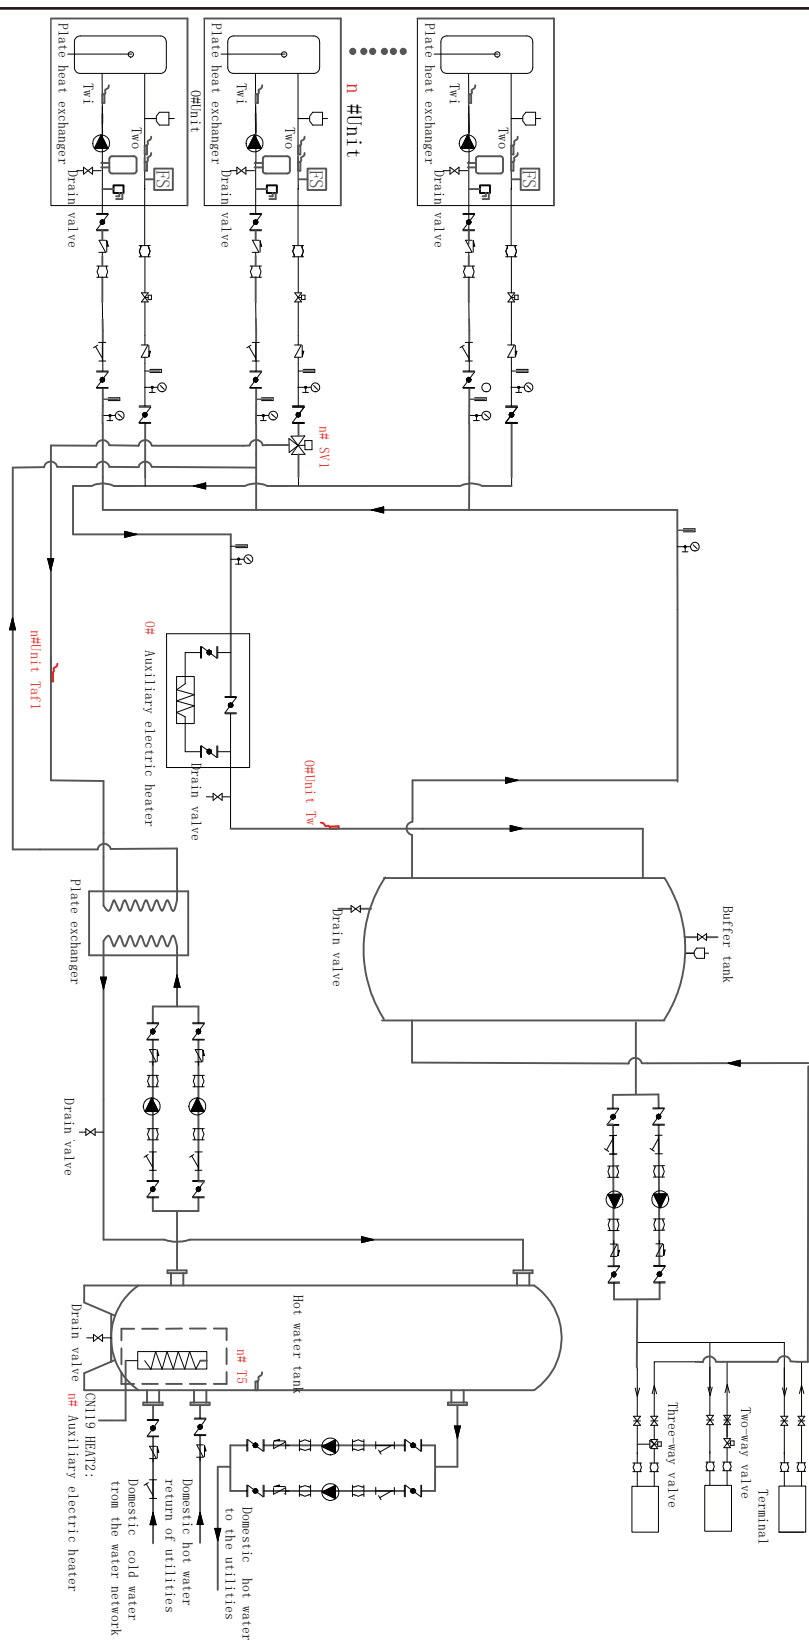 Plate heat exchanger
Twi
Two
FS
Drain valve
0#Unit
Plate heat exchanger
Twi
Two
FS
Drain valve
n #Unit
Plate heat exchanger
Twi
Two
FS
Drain valve
n# SV1
n#Unit Taf1
0# Auxiliary electric heater
Drain valve
0#Unit Tw
Plate exchanger
Drain valve
Buffer tank
Drain valve
Hot water tank
Drain valve
n# T5
CN119 HEAT2:
n# Auxiliary electric heater
Domestic cold water
trom the water network
Domestic hot water
return of utilities
Domestic hot water
to the utilities
Three-way valve
Two-way valve
Terminal